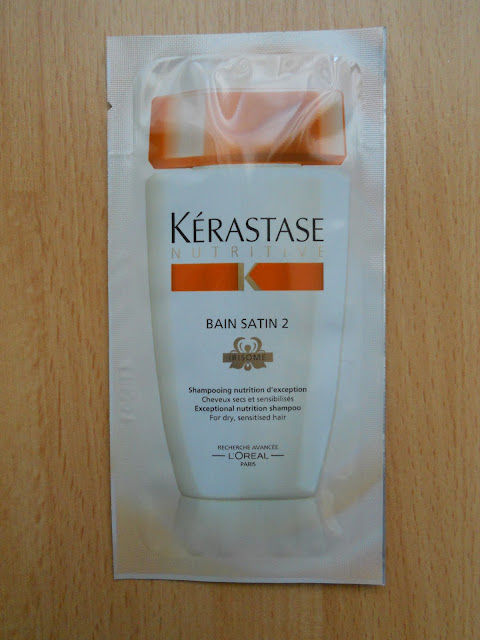 KÉRASTASE
NUTRITIVE
K
BAIN SATIN 2
IRISOME
Shampooing nutrition d'exception
Cheveux secs et sensibilisés
Exceptional nutrition shampoo
For dry, sensitised hair
RECHERCHE AVANCÉE
L'ORÉAL
PARIS